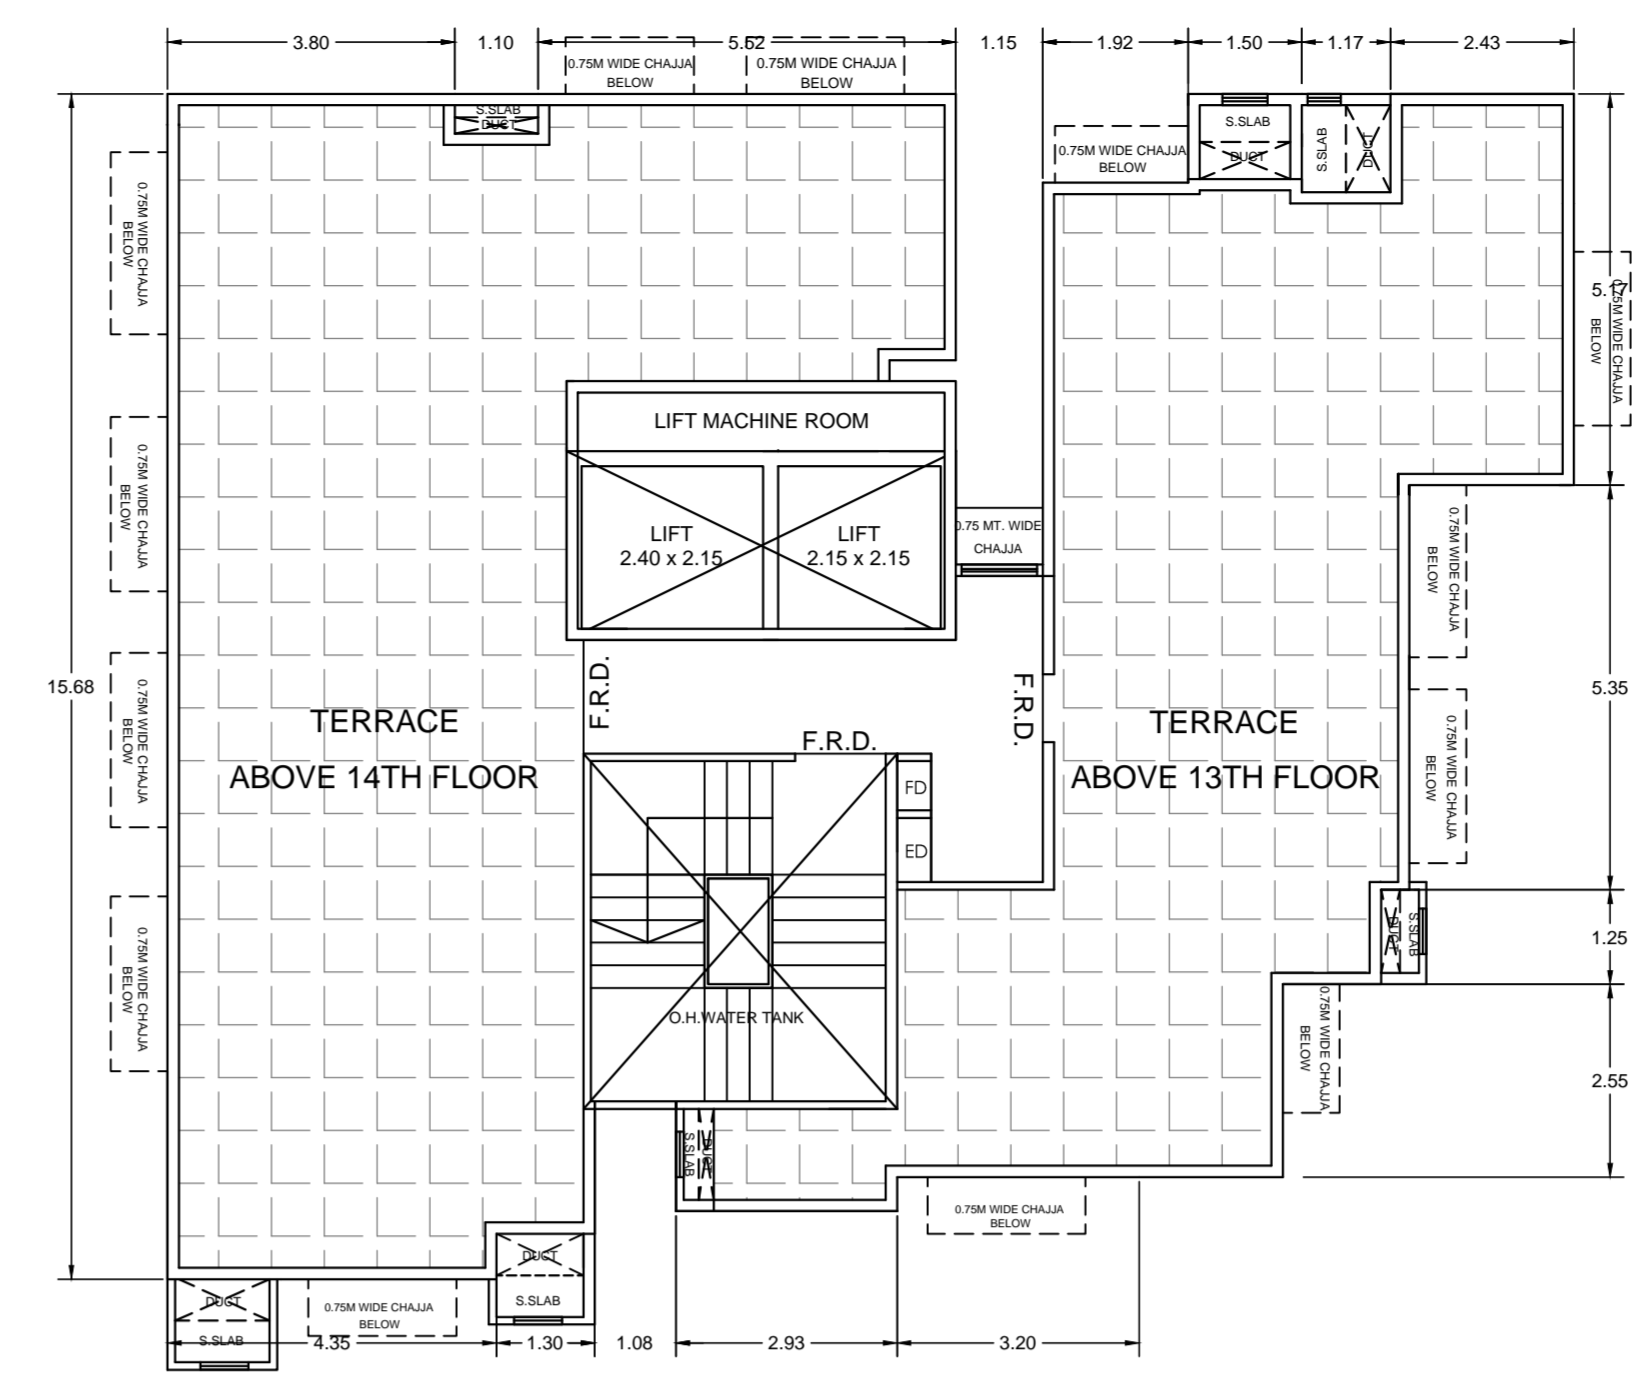 3.80
1.10
5.52
1.15
1.92
1.50
1.17
2.43
0.75M WIDE CHAJJA
BELOW
0.75M WIDE CHAJJA
BELOW
S.SLAB
DUCT
0.75M WIDE CHAJJA
BELOW
S.SLAB
DUCT
S.SLAB
DUCT
0.75M WIDE CHAJJA
BELOW
5.17
0.75M WIDE CHAJJA
BELOW
LIFT MACHINE ROOM
0.75M WIDE CHAJJA
BELOW
LIFT
2.40 x 2.15
LIFT
2.15 x 2.15
0.75 MT. WIDE
CHAJJA
0.75M WIDE CHAJJA
BELOW
15.68
0.75M WIDE CHAJJA
BELOW
F.R.D.
F.R.D.
F.R.D.
5.35
TERRACE
ABOVE 14TH FLOOR
TERRACE
ABOVE 13TH FLOOR
0.75M WIDE CHAJJA
BELOW
FD
ED
0.75M WIDE CHAJJA
BELOW
DUCT
S.SLAB
1.25
O.H.WATER TANK
0.75M WIDE CHAJJA
BELOW
2.55
S.SLAB
DUCT
0.75M WIDE CHAJJA
BELOW
DUCT
S.SLAB
DUCT
S.SLAB
0.75M WIDE CHAJJA
BELOW
4.35
1.30
1.08
2.93
3.20